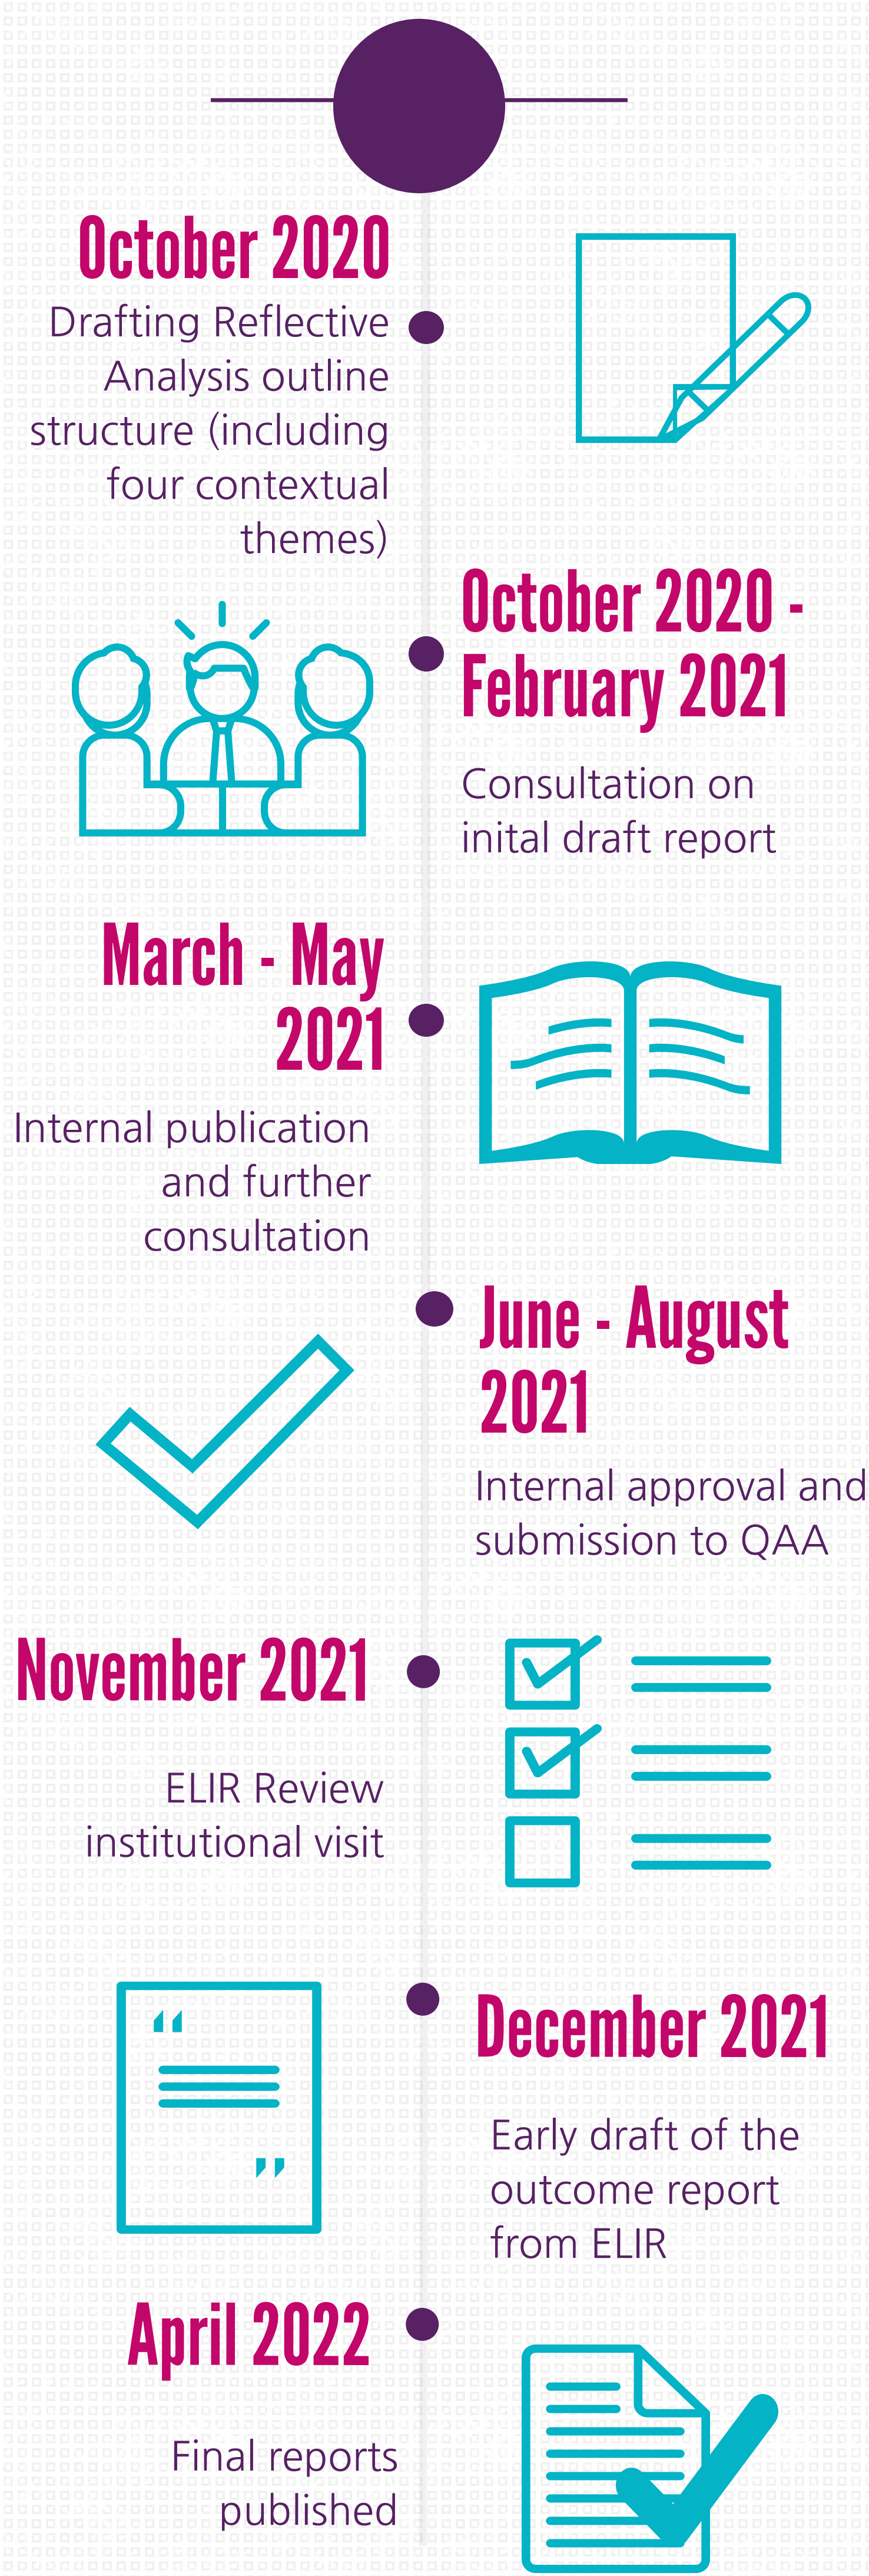 October 2020
Drafting Reflective
Analysis outline
structure (including
four contextual
themes)
October 2020 -
February 2021
Consultation on
inital draft report
March - May
2021
Internal publication
and further
consultation
June - August
2021
Internal approval and
submission to QAA
November 2021
ELIR Review
institutional visit
December 2021
Early draft of the
outcome report
from ELIR
April 2022
Final reports
published